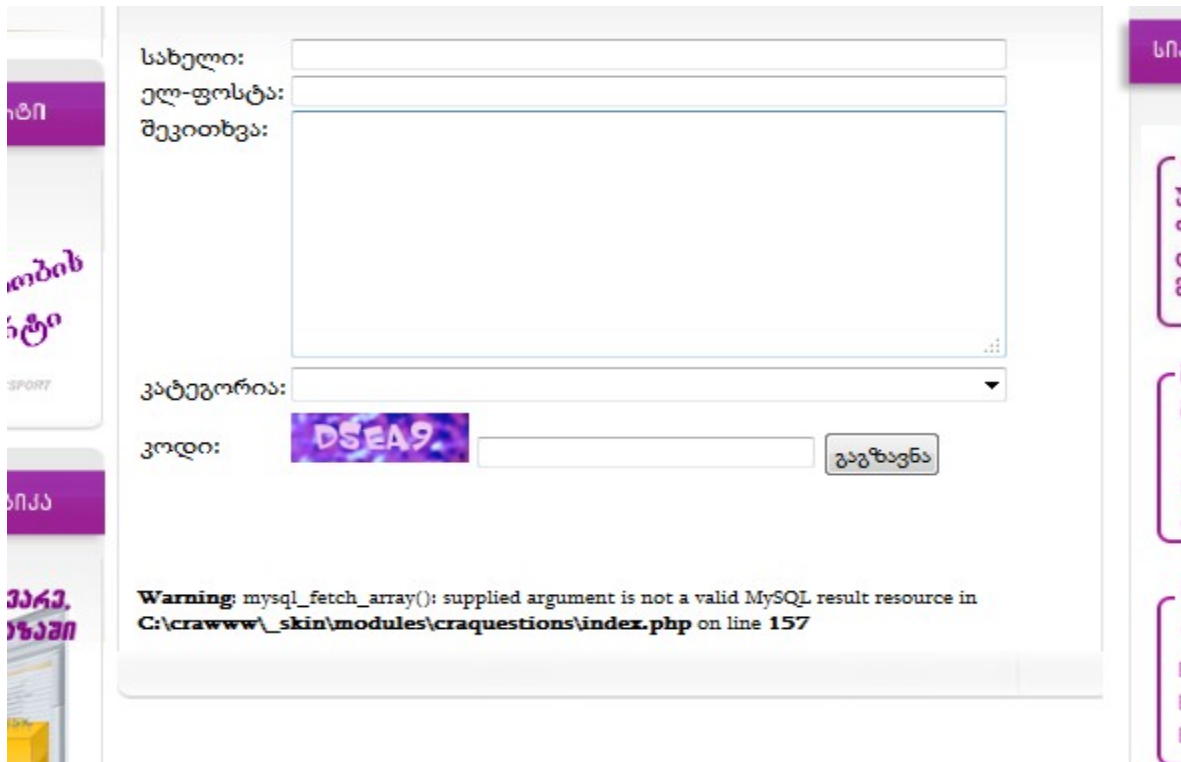 სახელი:
ელ-ფოსტა:
შეკითხვა:
კატეგორია:
კოდი:
DSEA9
გაგზავნა
Warning: mysql_fetch_array(): supplied argument is not a valid MySQL result resource in
C:\crawww\_skin\modules\craquestions\index.php on line 157